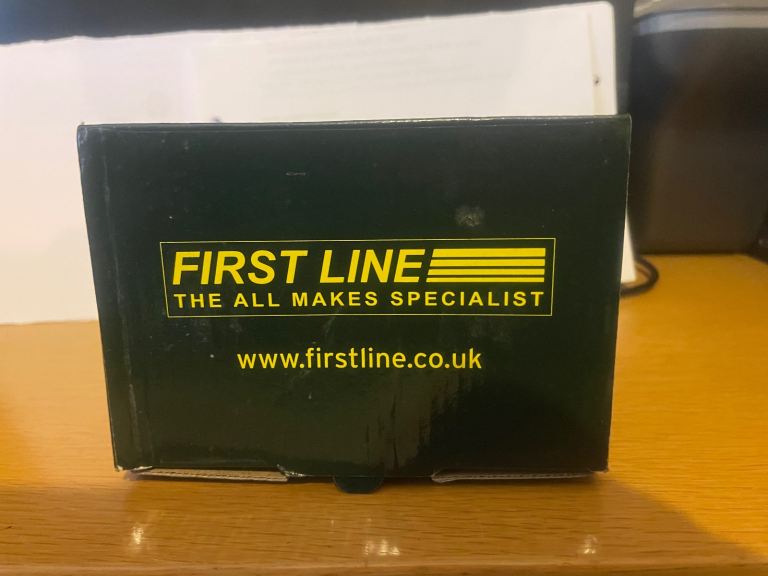 FIRST LINE
THE ALL MAKES SPECIALIST
www.firstline.co.uk